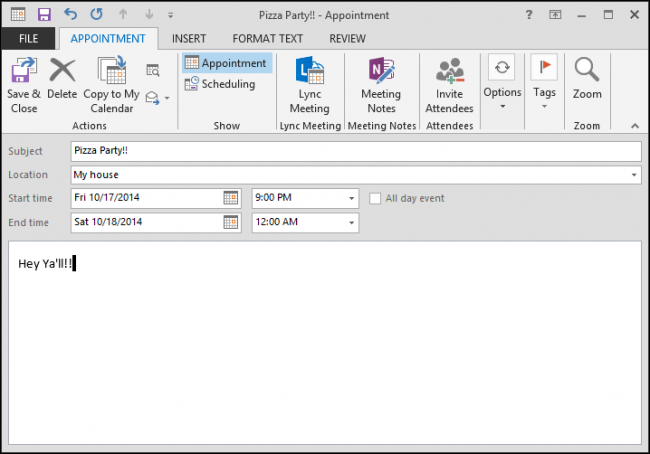 Pizza Party!! - Appointment
?
FILE APPOINTMENT INSERT FORMAT TEXT REVIEW
Save & Close
Delete
Copy to My Calendar
Actions
Appointment
Scheduling
Show
Lync Meeting
Lync Meeting
Meeting Notes
Meeting Notes
Invite Attendees
Attendees
Options
Tags
Zoom
Zoom
Subject Pizza Party!!
Location My house
Start time Fri 10/17/2014 9:00 PM All day event
End time Sat 10/18/2014 12:00 AM
Hey Ya'll!!